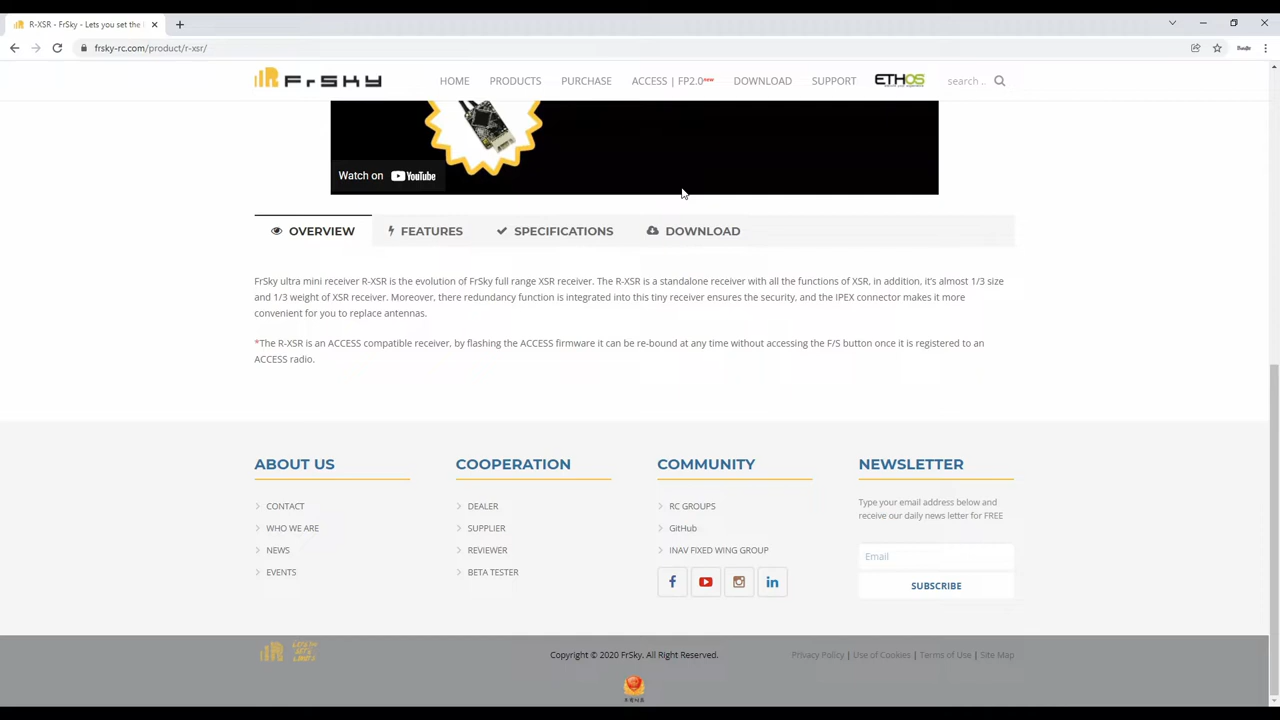 R-XSR - FrSky - Lets you set the
frsky-rc.com/product/r-xsr/
FrSky
HOME PRODUCTS PURCHASE ACCESS | FP2.0new DOWNLOAD SUPPORT ETHOS search ..
Watch on YouTube
OVERVIEW FEATURES SPECIFICATIONS DOWNLOAD
FrSky ultra mini receiver R-XSR is the evolution of FrSky full range XSR receiver. The R-XSR is a standalone receiver with all the functions of XSR, in addition, it's almost 1/3 size
and 1/3 weight of XSR receiver. Moreover, there redundancy function is integrated into this tiny receiver ensures the security, and the IPEX connector makes it more
convenient for you to replace antennas.
*The R-XSR is an ACCESS compatible receiver, by flashing the ACCESS firmware it can be re-bound at any time without accessing the F/S button once it is registered to an
ACCESS radio.
ABOUT US
CONTACT
WHO WE ARE
NEWS
EVENTS
COOPERATION
DEALER
SUPPLIER
REVIEWER
BETA TESTER
COMMUNITY
RC GROUPS
GitHub
INAV FIXED WING GROUP
NEWSLETTER
Type your email address below and
receive our daily news letter for FREE
Email
SUBSCRIBE
Copyright © 2020 FrSky. All Right Reserved.
Privacy Policy | Use of Cookies | Terms of Use | Site Map